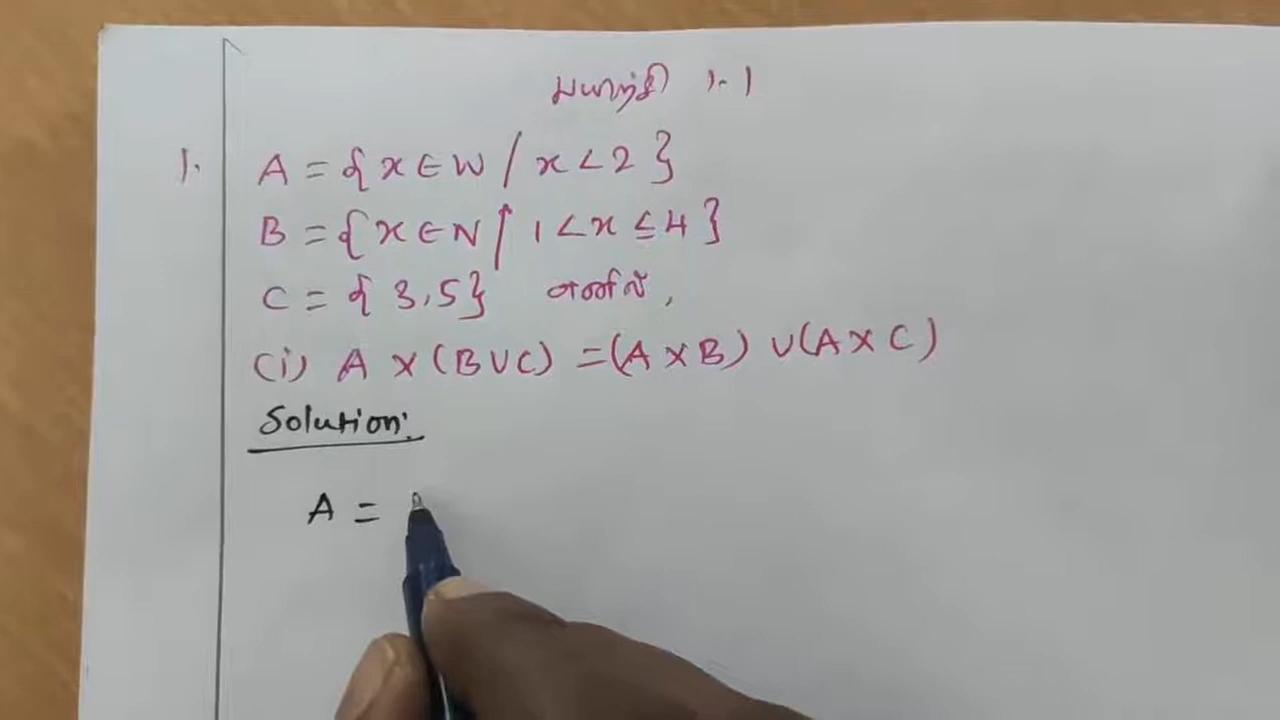 பயிற்சி 1.1
1. A = {x ∈ W / x < 2}
B = {x ∈ N / 1 < x ≤ 4}
C = {3,5} எனில்,
(i) A × (B ∪ C) = (A × B) ∪ (A × C)
Solution:
A =